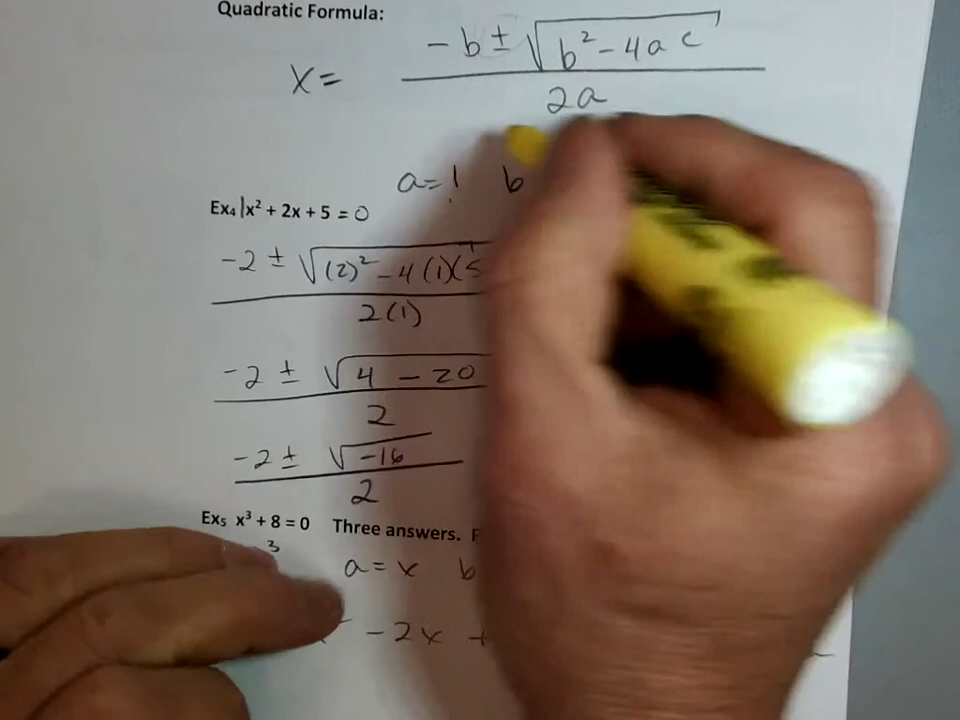 Quadratic Formula:
x = (-b ± √(b² - 4ac)) / 2a
a=1 b
Ex4 x² + 2x + 5 = 0
-2 ± √((2)² - 4(1)(5
2(1)
-2 ± √(4 - 20
2
-2 ± √-16
2
Ex5 x³ + 8 = 0 Three answers.
3
a = x b
- 2x +